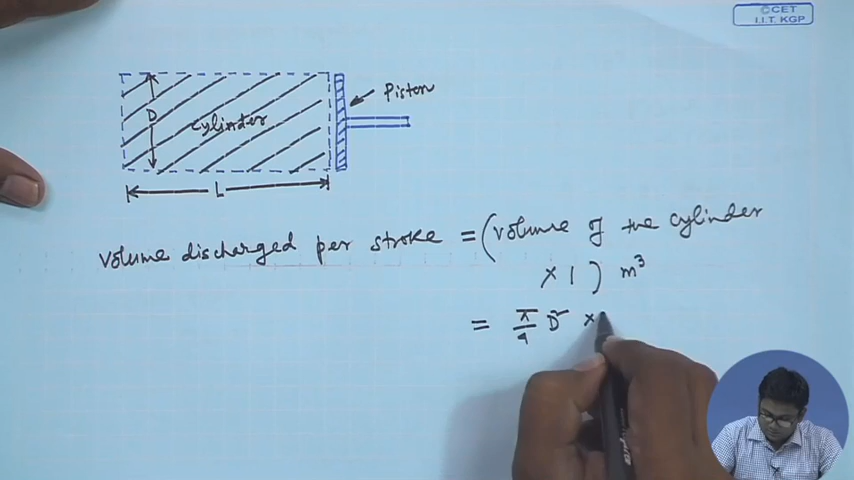 ©CET
I.I.T. KGP
Piston
D
cylinder
L
volume discharged per stroke = (volume of the cylinder
× 1) m³
= π/4 D² ×